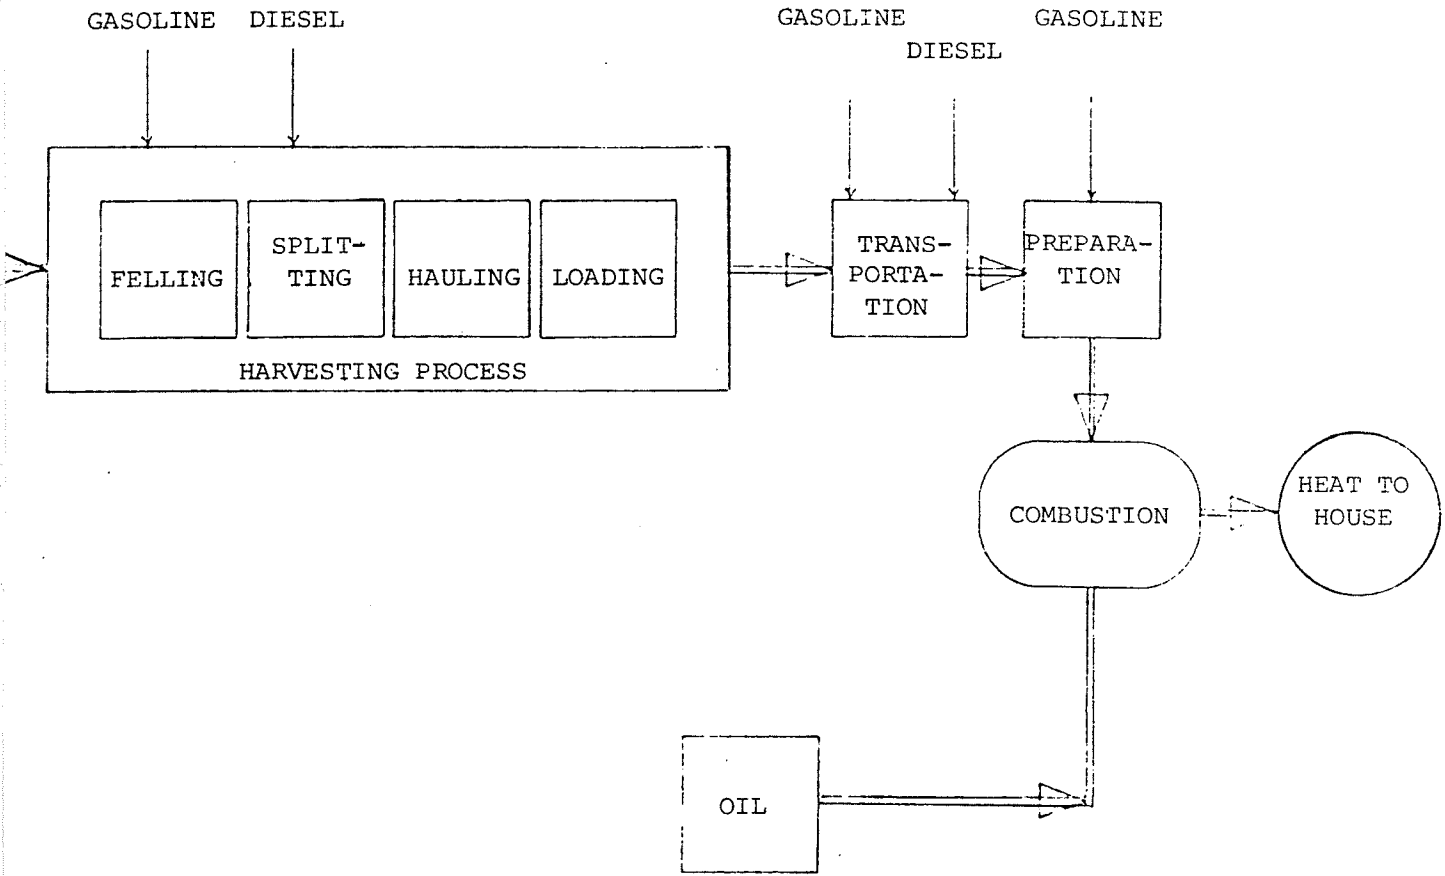 GASOLINE DIESEL
GASOLINE
DIESEL
GASOLINE
FELLING
SPLIT-
TING
HAULING
LOADING
HARVESTING PROCESS
TRANS-
PORTA-
TION
PREPARA-
TION
COMBUSTION
HEAT TO
HOUSE
OIL